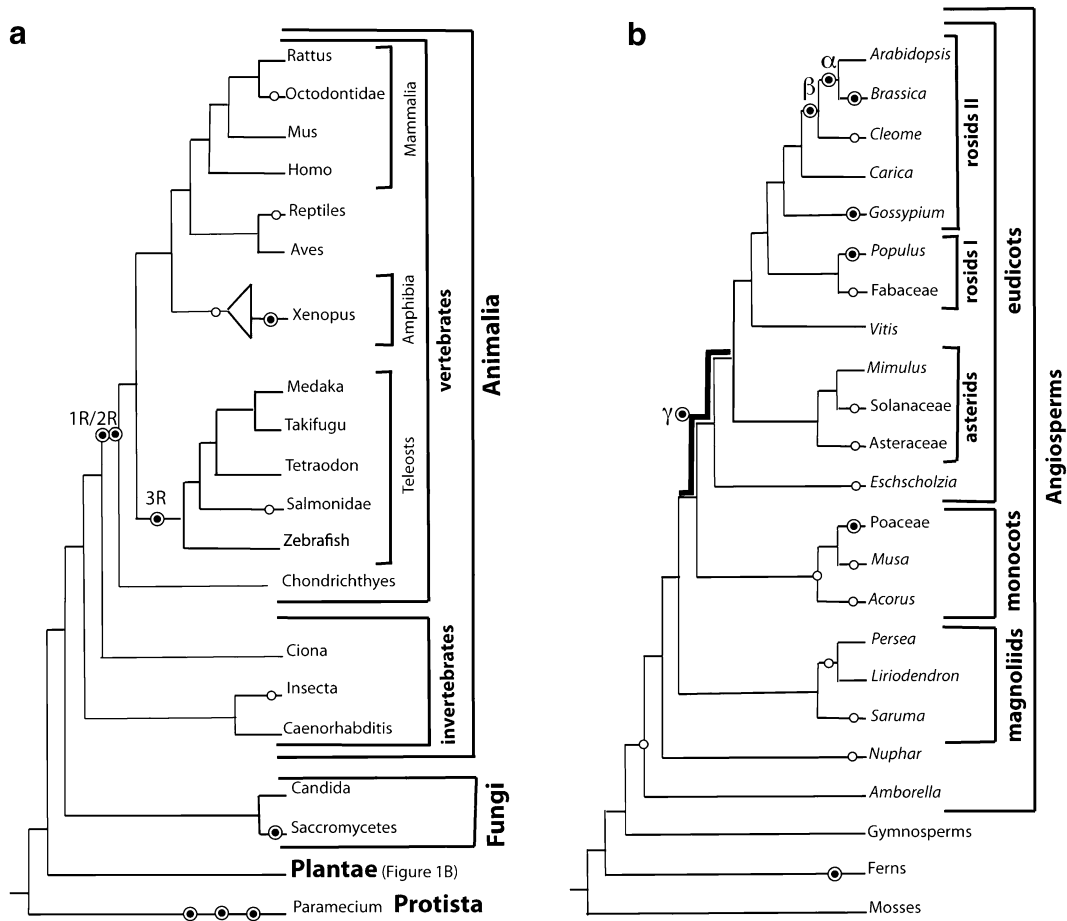 a
Rattus
Octodontidae
Mus
Homo
Mammalia
Reptiles
Aves
Xenopus
Amphibia
Medaka
Takifugu
Tetraodon
Salmonidae
Zebrafish
Teleosts
1R/2R
3R
Chondrichthyes
vertebrates
Ciona
Insecta
Caenorhabditis
invertebrates
Animalia
Candida
Saccromycetes
Fungi
Plantae (Figure 1B)
Paramecium Protista
b
α
β
γ
Arabidopsis
Brassica
Cleome
Carica
Gossypium
rosids II
Populus
Fabaceae
rosids I
Vitis
Mimulus
Solanaceae
Asteraceae
asterids
Eschscholzia
eudicots
Poaceae
Musa
Acorus
monocots
Persea
Liriodendron
Saruma
magnoliids
Nuphar
Amborella
Angiosperms
Gymnosperms
Ferns
Mosses